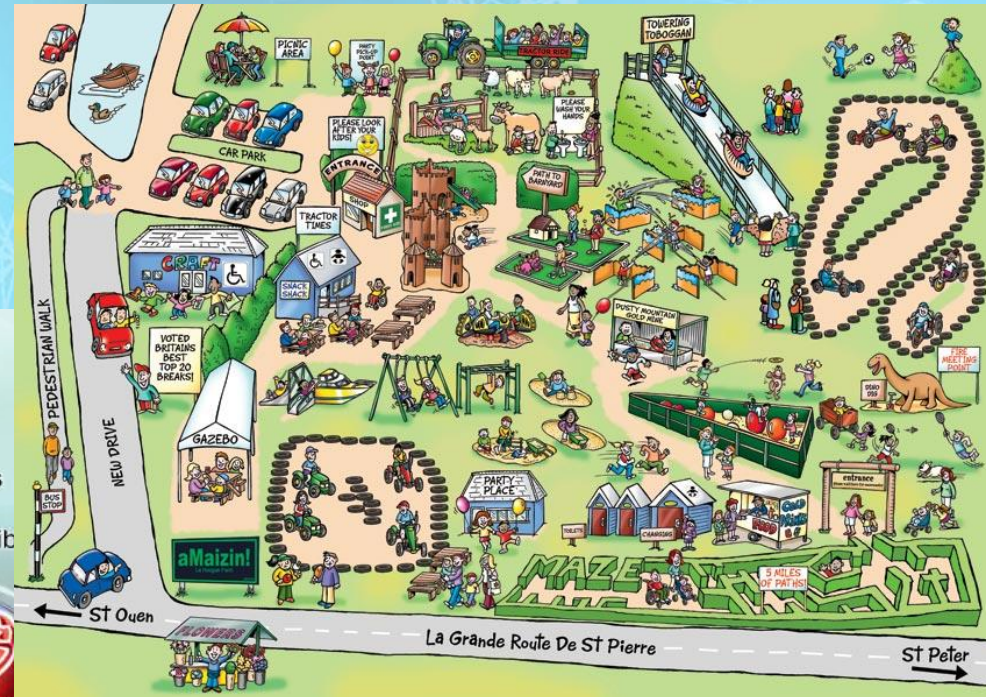 TOWERING
TOBOGGAN
TRACTOR RIDE
PICNIC
AREA
PARTY
PICK-UP
POINT
PLEASE LOOK
AFTER YOUR
KIDS!
PLEASE
WASH YOUR
HANDS
CAR PARK
ENTRANCE
SHOP
PATH TO
BARNYARD
TRACTOR
TIMES
CRAFT
SNACK
SHACK
DUSTY MOUNTAIN
GOLD MINE
VOTED
BRITAINS
BEST
TOP 20
BREAKS!
FIRE
MEETING
POINT
DINO
DIG
PEDESTRIAN WALK
NEW DRIVE
GAZEBO
BUS
STOP
PARTY
PLACE
entrance
TOILETS
CHANGING
FOOD
COLD
DRINKS
aMaizin!
MAZE
5 MILES
OF PATHS!
St Ouen
FLOWERS
La Grande Route De St Pierre
St Peter